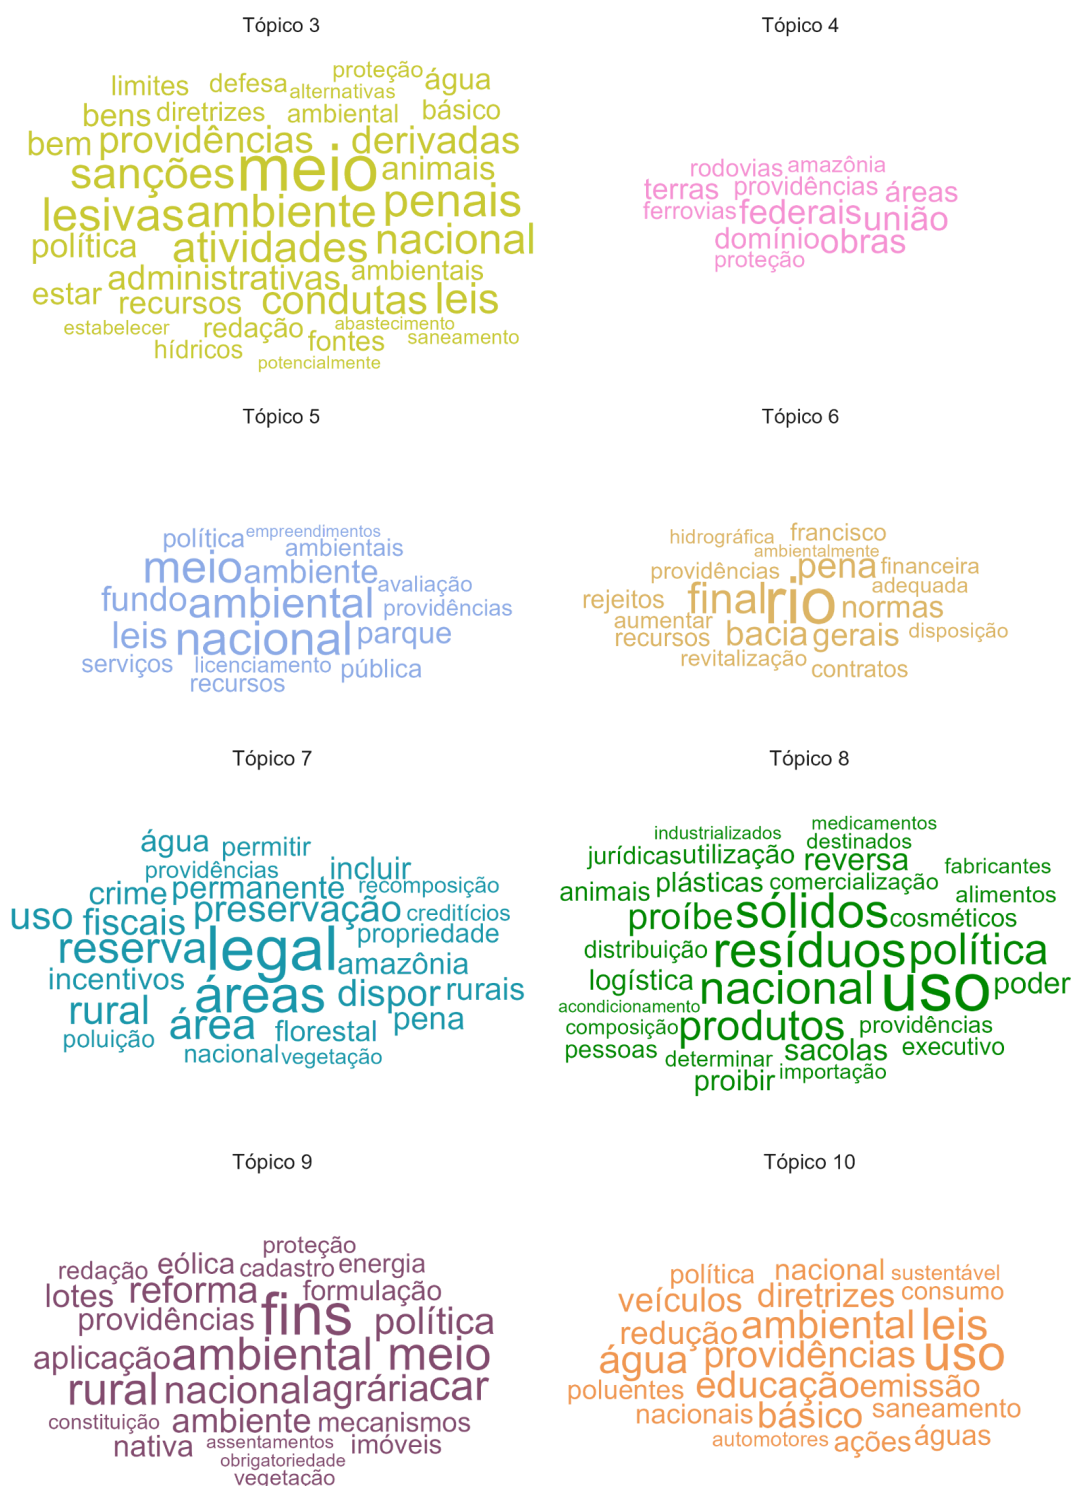 Tópico 3
proteção
limites defesa alternativas água
bens diretrizes ambiental básico
bem providências derivadas
sanções meio animais
lesivas ambiente penais
política atividades nacional
administrativas ambientais
estar recursos condutas leis
estabelecer redação abastecimento
hídricos fontes saneamento
potencialmente
Tópico 4
rodovias amazônia
terras providências áreas
ferrovias federais união
domínio obras
proteção
Tópico 5
política empreendimentos
ambientais
meio ambiente avaliação
fundo ambiental providências
leis nacional parque
serviços licenciamento pública
recursos
Tópico 6
hidrográfica francisco
ambientalmente
providências pena financeira
rejeitos final rio adequada
aumentar normas
recursos bacia gerais disposição
revitalização contratos
Tópico 7
água permitir
providências incluir
crime permanente recomposição
uso fiscais preservação creditícios
reserva legal propriedade
incentivos amazônia
rural áreas dispor rurais
poluição área florestal pena
nacional vegetação
Tópico 8
industrializados medicamentos
destinados
jurídicas utilização reversa fabricantes
animais plásticas comercialização alimentos
proíbe sólidos cosméticos
distribuição resíduos política
logística nacional uso poder
acondicionamento
composição produtos providências
pessoas determinar sacolas executivo
proibir importação
Tópico 9
proteção
redação eólica cadastro energia
lotes reforma formulação
providências fins política
aplicação ambiental meio
rural nacional agrária car
constituição ambiente mecanismos
nativa assentamentos imóveis
obrigatoriedade
vegetação
Tópico 10
política nacional sustentável
veículos diretrizes consumo
redução ambiental leis
água providências uso
poluentes educação emissão
nacionais básico saneamento
automotores ações águas